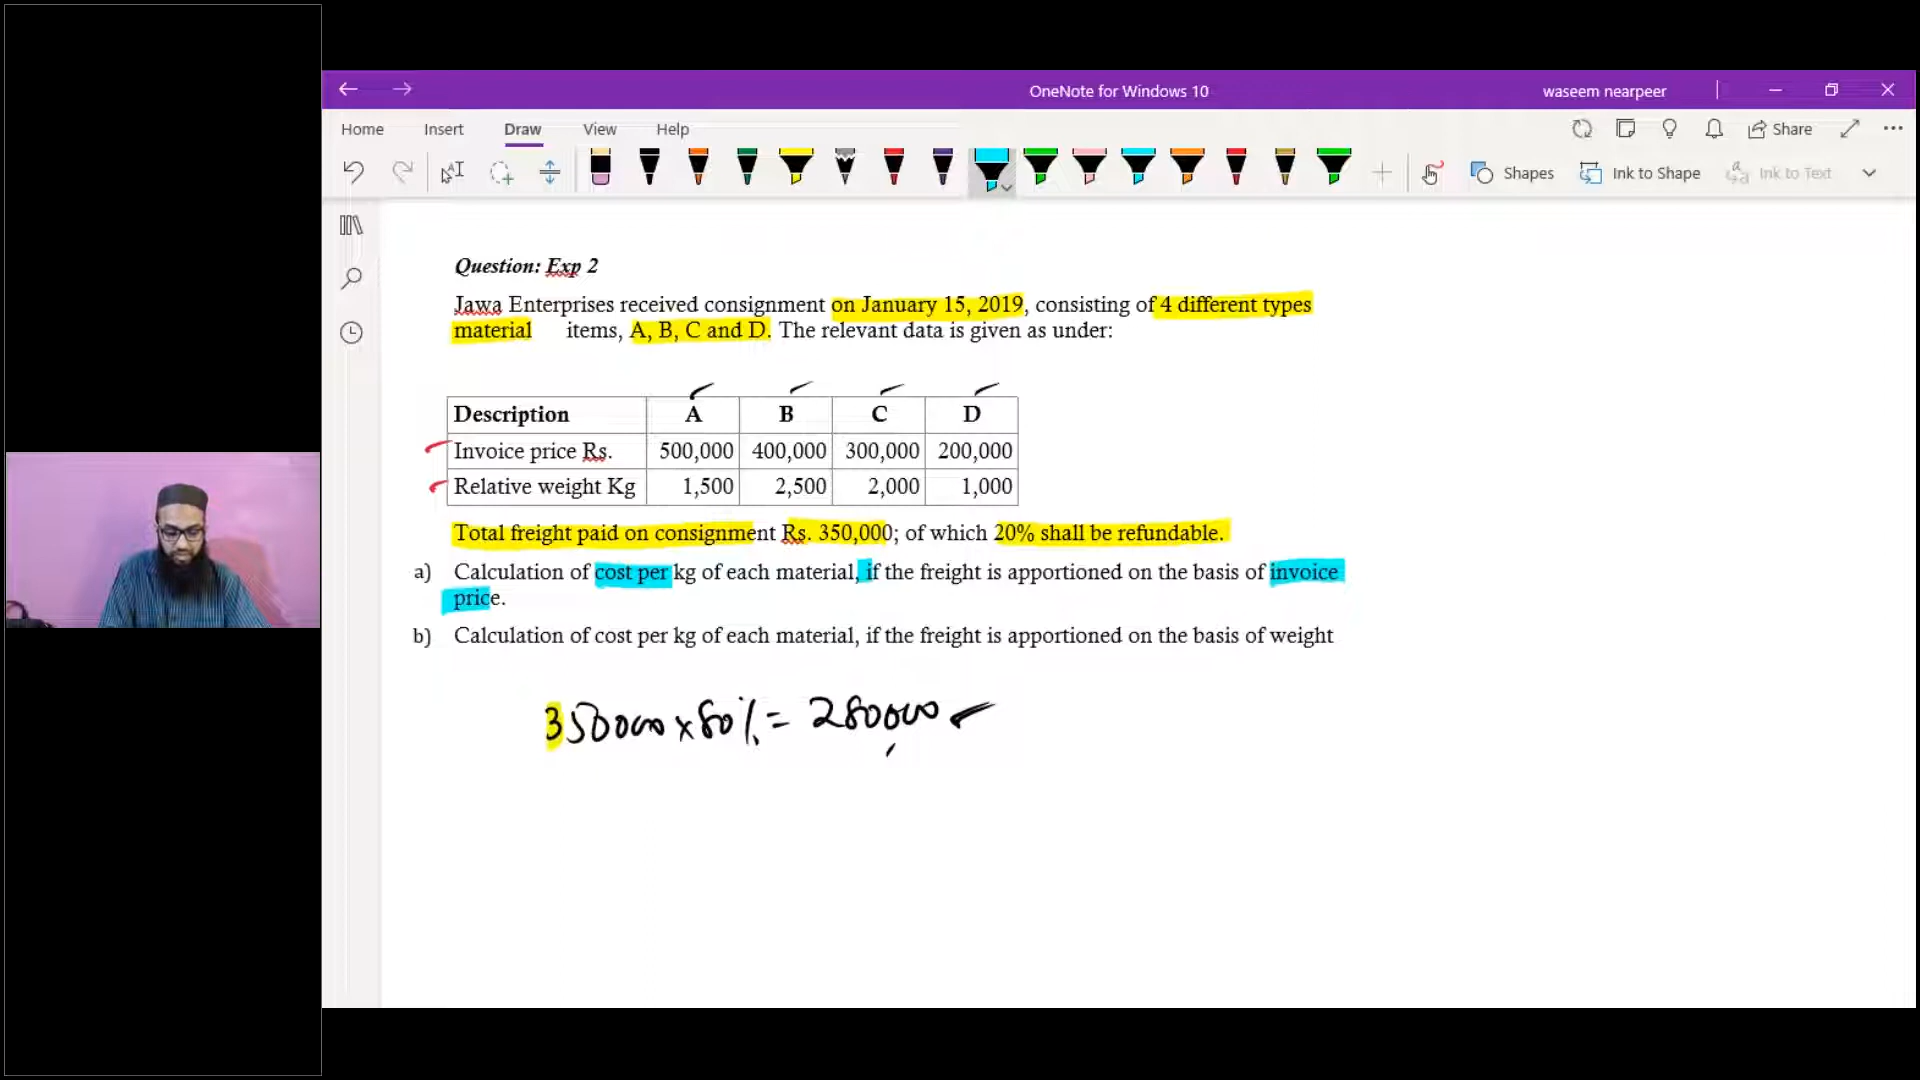 OneNote for Windows 10
waseem nearpeer
Home Insert Draw View Help
Share
Shapes Ink to Shape Ink to Text
Question: Exp 2
Jawa Enterprises received consignment on January 15, 2019, consisting of 4 different types
material items, A, B, C and D. The relevant data is given as under:
Description A B C D
Invoice price Rs. 500,000 400,000 300,000 200,000
Relative weight Kg 1,500 2,500 2,000 1,000
Total freight paid on consignment Rs. 350,000; of which 20% shall be refundable.
a) Calculation of cost per kg of each material, if the freight is apportioned on the basis of invoice
price.
b) Calculation of cost per kg of each material, if the freight is apportioned on the basis of weight
350000 x 80% = 280000